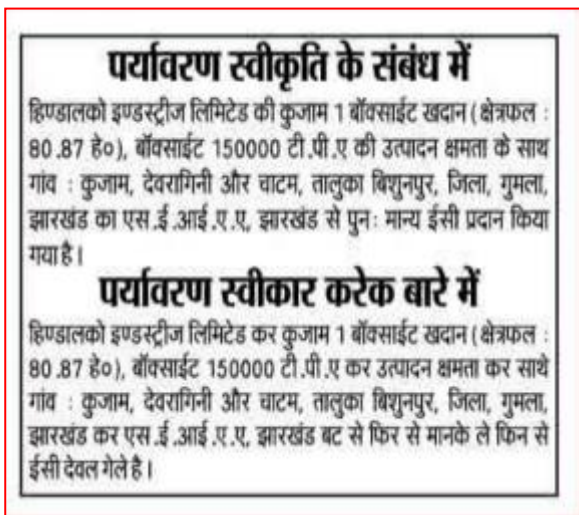 पर्यावरण स्वीकृति के संबंध में
हिण्डालको इण्डस्ट्रीज लिमिटेड की कुजाम 1 बॉक्साईट खदान (क्षेत्रफल :
80.87 हे०), बॉक्साईट 150000 टी.पी.ए की उत्पादन क्षमता के साथ
गांव : कुजाम, देवरागिनी और चाटम, तालुका बिशुनपुर, जिला, गुमला,
झारखंड का एस.ई.आई.ए.ए, झारखंड से पुनः मान्य ईसी प्रदान किया
गया है।
पर्यावरण स्वीकार करेक बारे में
हिण्डालको इण्डस्ट्रीज लिमिटेड कर कुजाम 1 बॉक्साईट खदान (क्षेत्रफल :
80.87 हे०), बॉक्साईट 150000 टी.पी.ए कर उत्पादन क्षमता कर साथे
गांव : कुजाम, देवरागिनी और चाटम, तालुका बिशुनपुर, जिला, गुमला,
झारखंड कर एस.ई.आई.ए.ए, झारखंड बट से फिर से मानके ले फिन से
ईसी देवल गेले है।